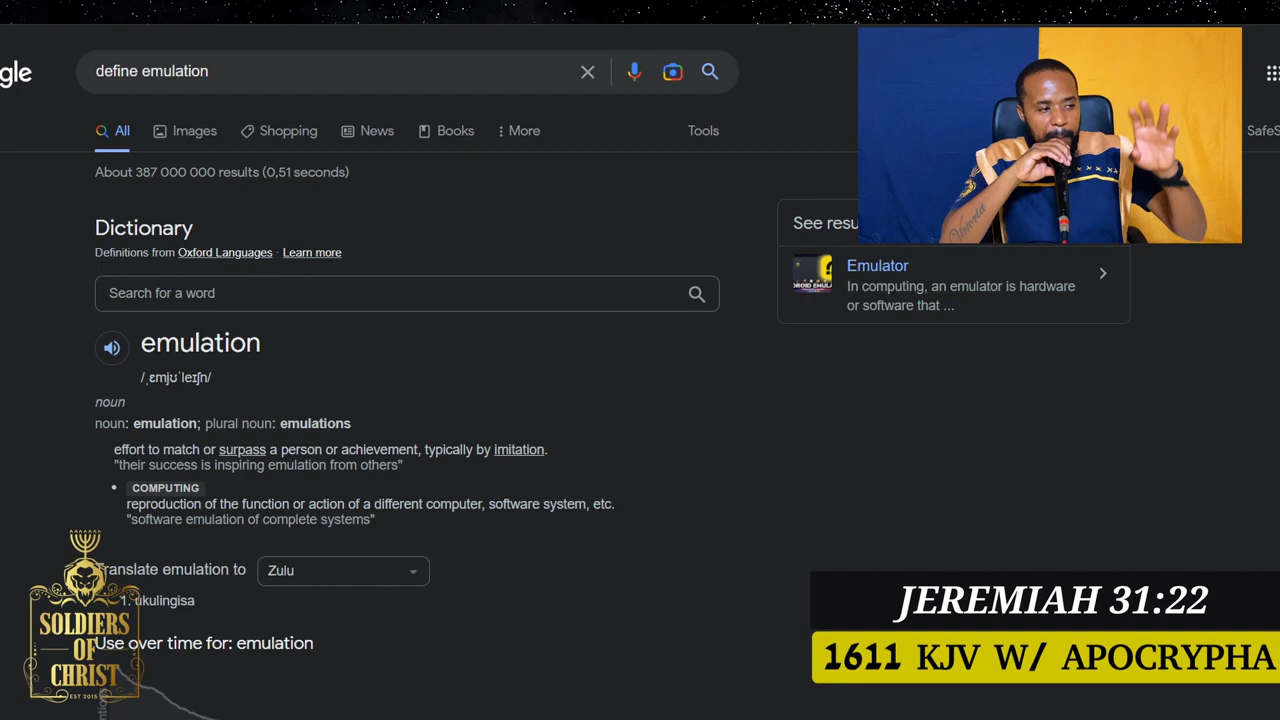 gle
define emulation
All
Images
Shopping
News
Books
More
Tools
SafeS
About 387 000 000 results (0,51 seconds)
Dictionary
Definitions from Oxford Languages · Learn more
Search for a word
emulation
/ˌɛmjʊˈleɪʃn/
noun
noun: emulation; plural noun: emulations
effort to match or surpass a person or achievement, typically by imitation.
"their success is inspiring emulation from others"
COMPUTING
reproduction of the function or action of a different computer, software system, etc.
"software emulation of complete systems"
Translate emulation to
Zulu
1. ukulingisa
Use over time for: emulation
See resu
Emulator
In computing, an emulator is hardware
or software that ...
SOLDIERS
OF
CHRIST
EST 2015
JEREMIAH 31:22
1611 KJV W/ APOCRYPHA